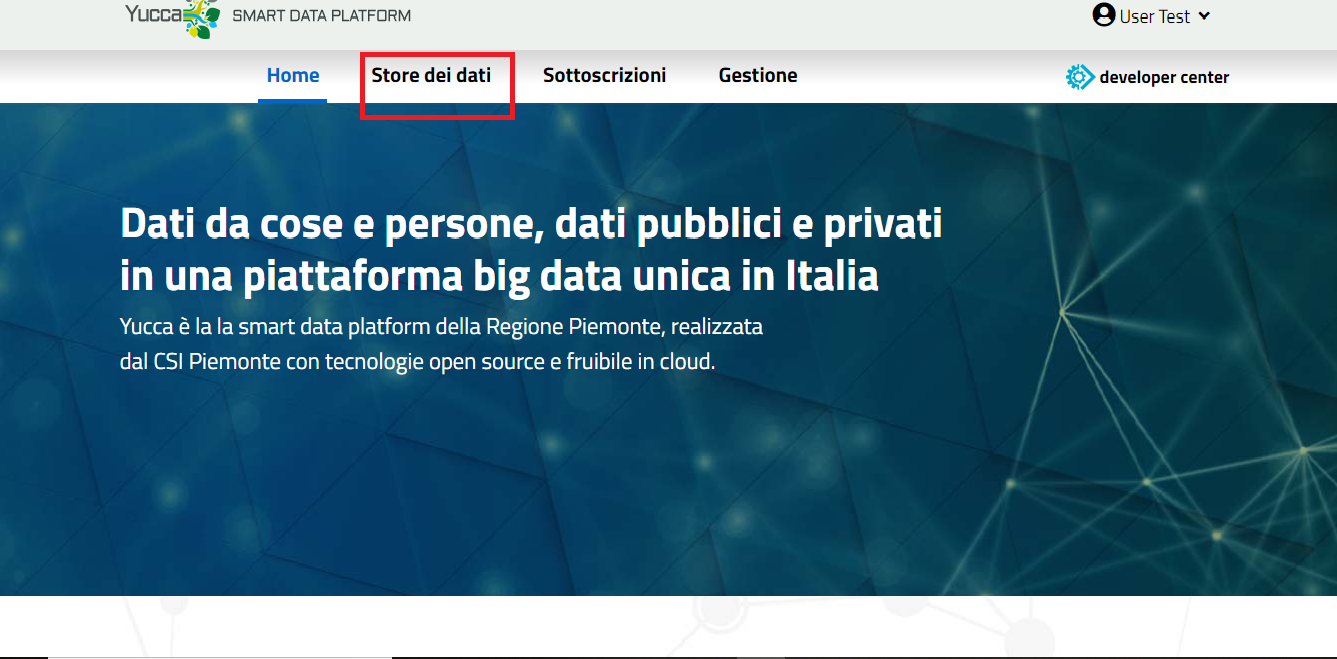 Yucca SMART DATA PLATFORM
User Test
Home Store dei dati Sottoscrizioni Gestione
developer center
Dati da cose e persone, dati pubblici e privati
in una piattaforma big data unica in Italia
Yucca è la la smart data platform della Regione Piemonte, realizzata
dal CSI Piemonte con tecnologie open source e fruibile in cloud.